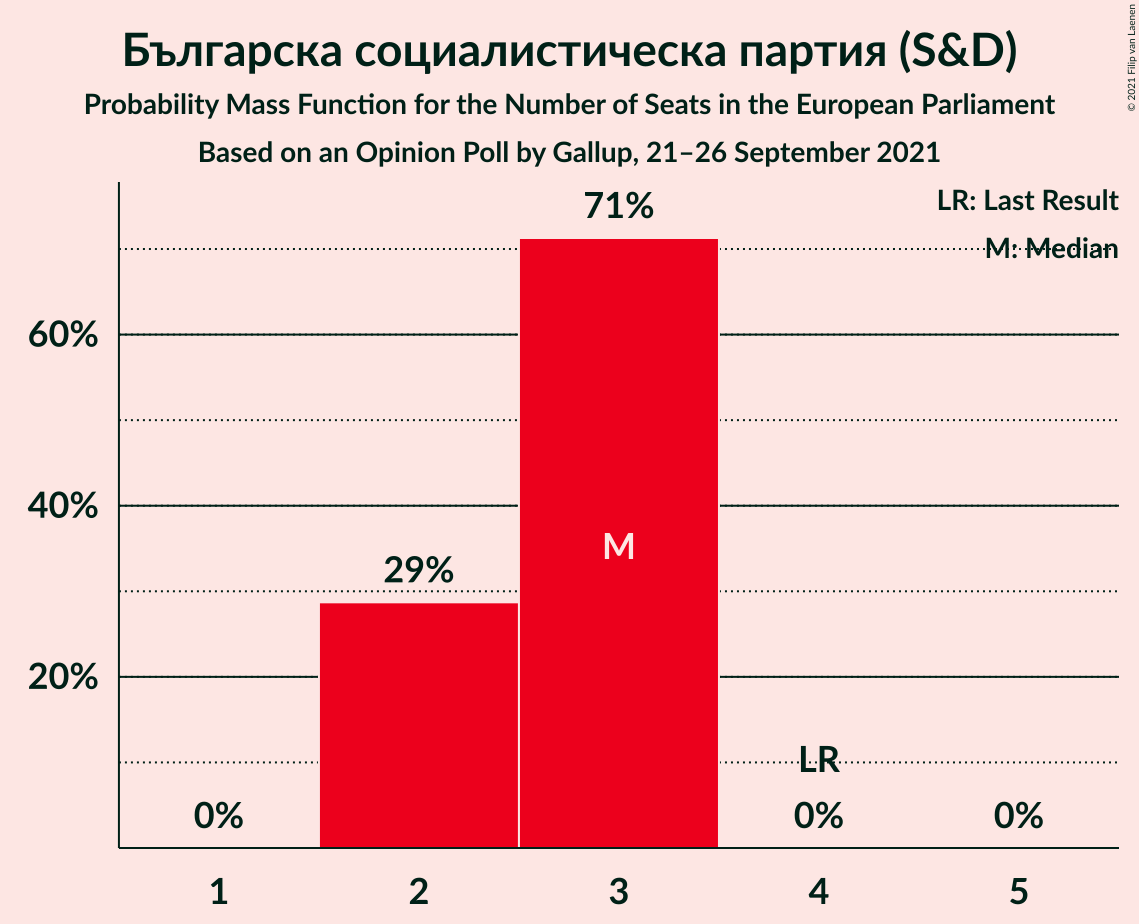 Българска социалистическа партия (S&D)
Probability Mass Function for the Number of Seats in the European Parliament
Based on an Opinion Poll by Gallup, 21–26 September 2021
© 2021 Filip van Laenen
LR: Last Result
M: Median
71%
60%
40%
M
29%
20%
LR
0%
0%
0%
1
2
3
4
5